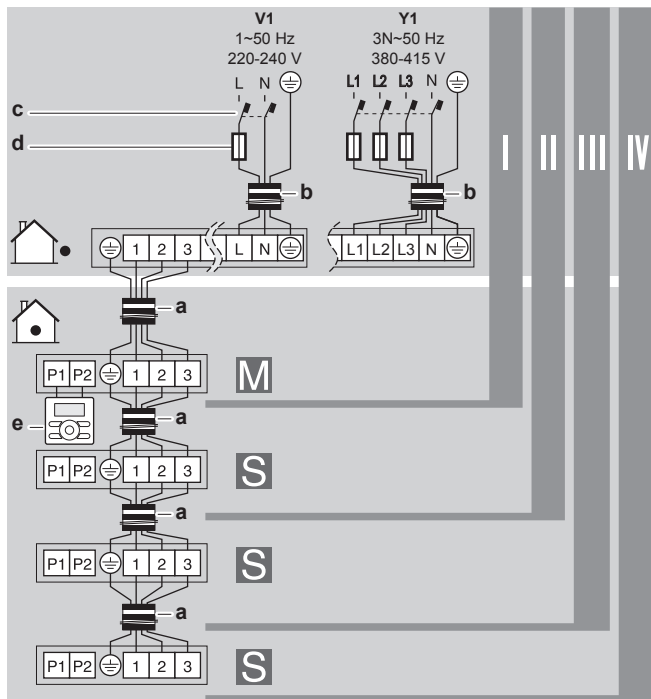 V1 Y1
1~50 Hz 3N~50 Hz
220-240 V 380-415 V
L N L1 L2 L3 N
c
d
I II III IV
b b
1 2 3 L N L1 L2 L3 N
a
P1 P2 1 2 3 M
e a
P1 P2 1 2 3 S
a
P1 P2 1 2 3 S
a
P1 P2 1 2 3 S